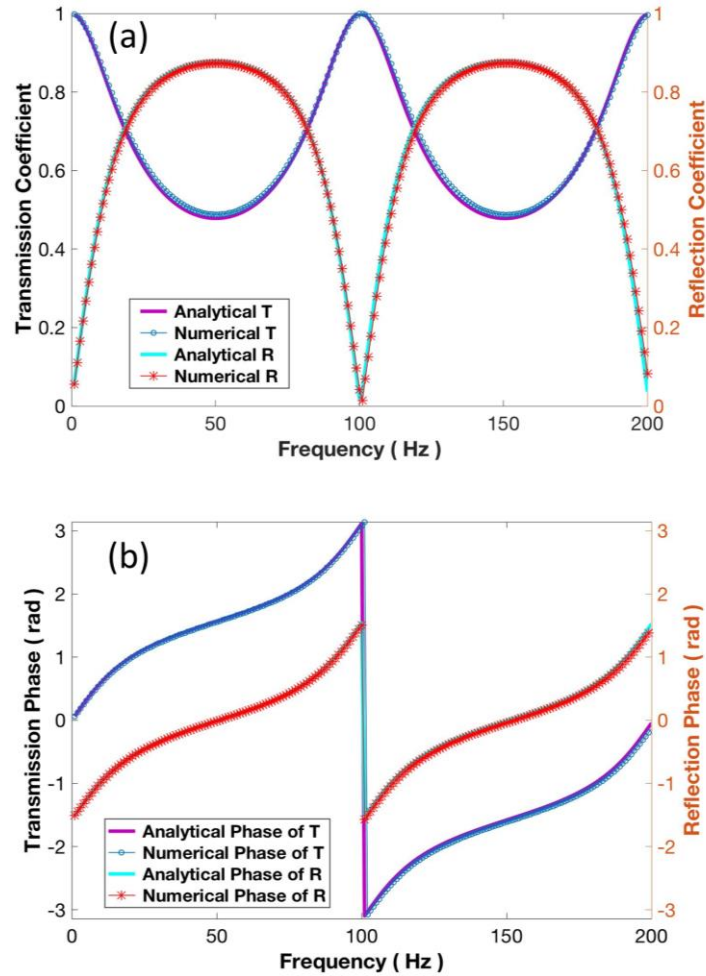 (a)
1
0.8
0.6
0.4
0.2
0
Transmission Coefficient
1
0.8
0.6
0.4
0.2
0
Reflection Coefficient
Analytical T
Numerical T
Analytical R
Numerical R
0 50 100 150 200
Frequency ( Hz )
(b)
3
2
1
0
-1
-2
-3
Transmission Phase ( rad )
3
2
1
0
-1
-2
-3
Reflection Phase ( rad )
Analytical Phase of T
Numerical Phase of T
Analytical Phase of R
Numerical Phase of R
0 50 100 150 200
Frequency ( Hz )